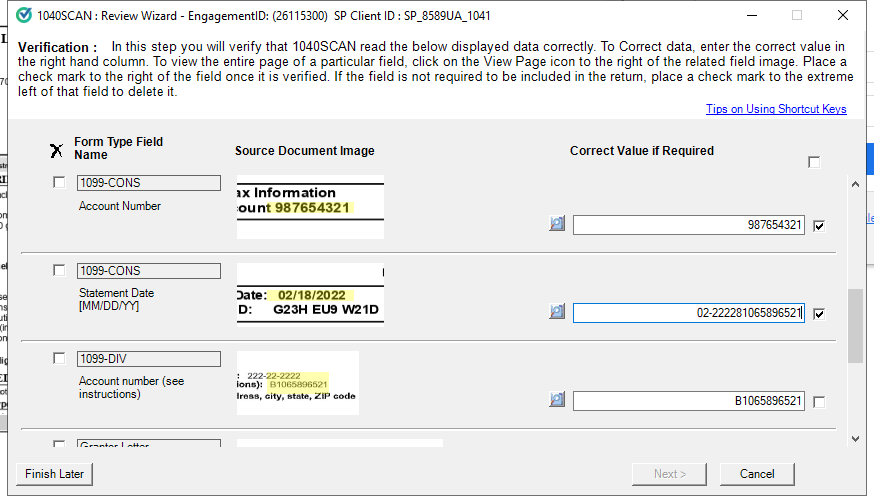 1040SCAN : Review Wizard - EngagementID: (26115300) SP Client ID : SP_8589UA_1041
Verification : In this step you will verify that 1040SCAN read the below displayed data correctly. To Correct data, enter the correct value in
the right hand column. To view the entire page of a particular field, click on the View Page icon to the right of the related field image. Place a
check mark to the right of the field once it is verified. If the field is not required to be included in the return, place a check mark to the extreme
left of that field to delete it.
Tips on Using Shortcut Keys
X Form Type Field
Name
Source Document Image
Correct Value if Required
1099-CONS
Account Number
ax Information
ount 987654321
987654321
1099-CONS
Statement Date
[MM/DD/YY]
Date: 02/18/2022
D: G23H EU9 W21D
02-222281065896521
1099-DIV
Account number (see
instructions)
: 222-22-2222
ions): B1065896521
dress, city, state, ZIP code
B1065896521
Grantor Letter
Finish Later
Next >
Cancel